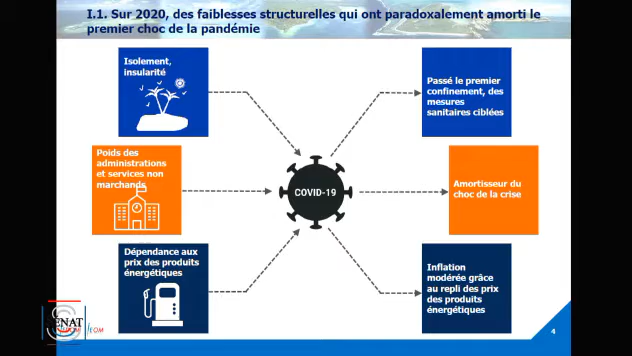 I.1. Sur 2020, des faiblesses structurelles qui ont paradoxalement amorti le
premier choc de la pandémie
Isolement,
insularité
Passé le premier
confinement, des
mesures
sanitaires ciblées
Poids des
administrations
et services non
marchands
COVID-19
Amortisseur du
choc de la crise
Dépendance aux
prix des produits
énergétiques
Inflation
modérée grâce
au repli des prix
des produits
énergétiques
4